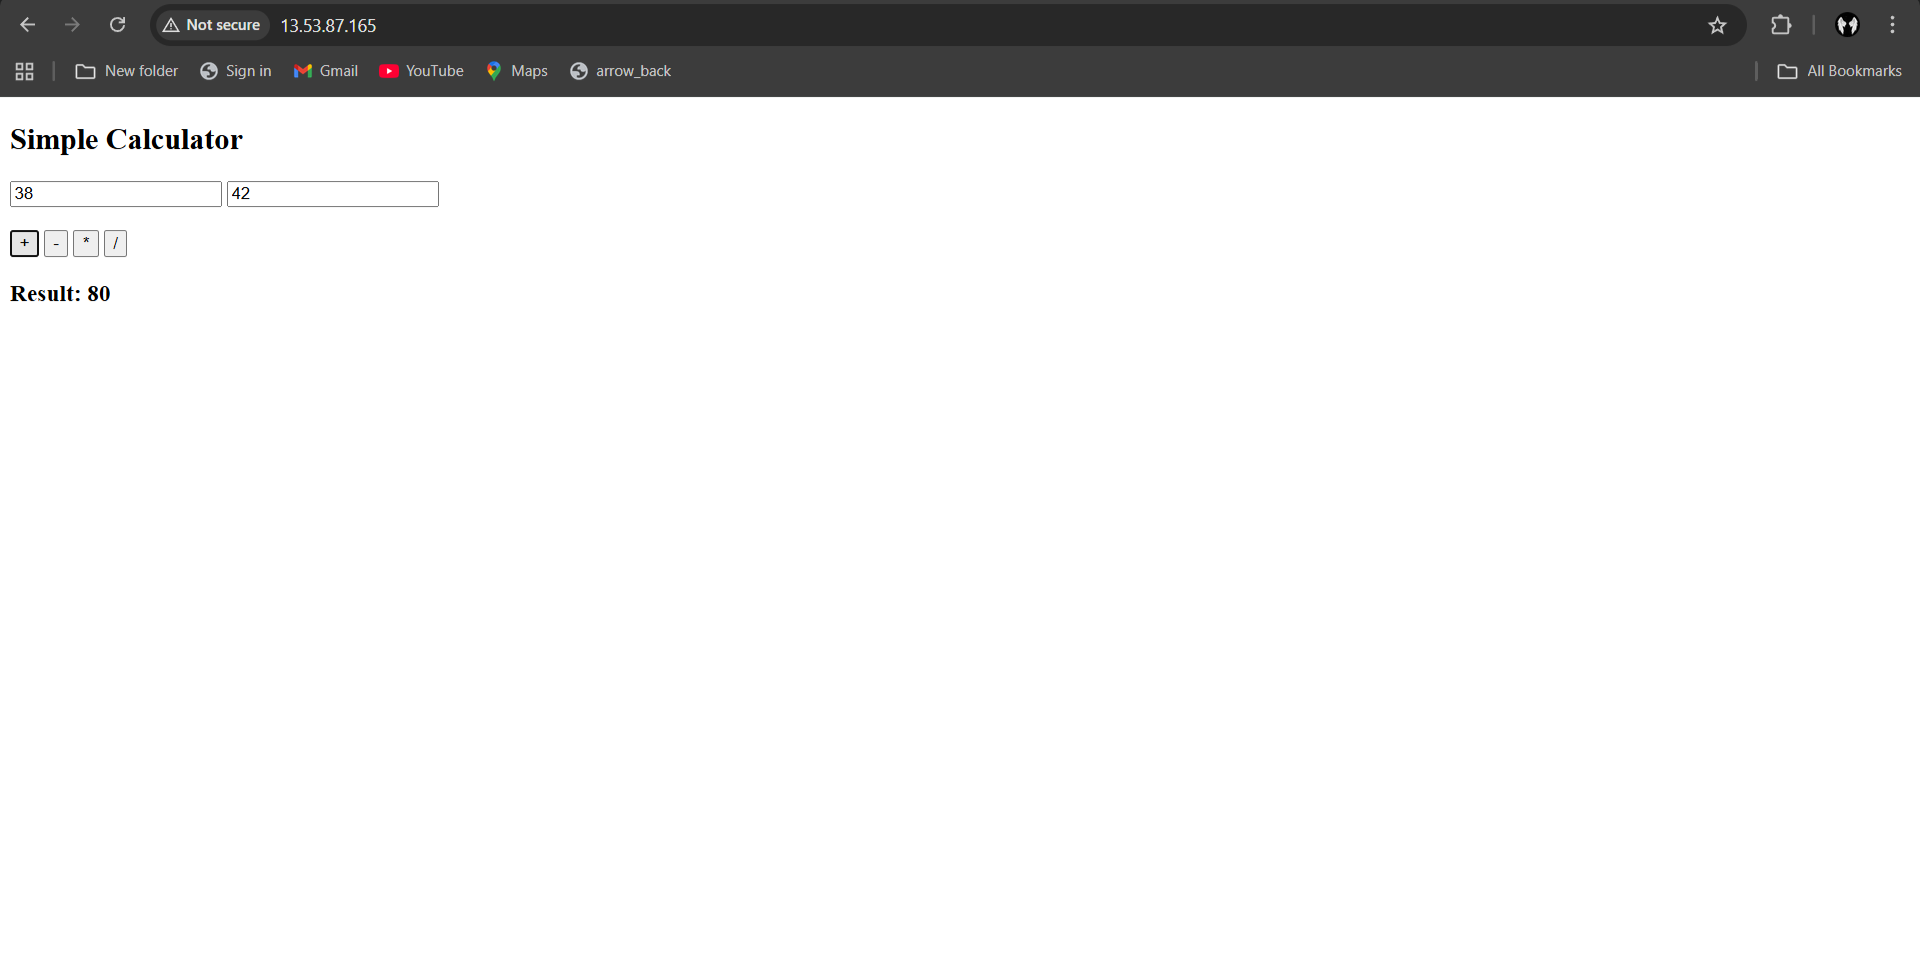 Not secure 13.53.87.165
New folder Sign in Gmail YouTube Maps arrow_back All Bookmarks
Simple Calculator
38 42
+ - * /
Result: 80